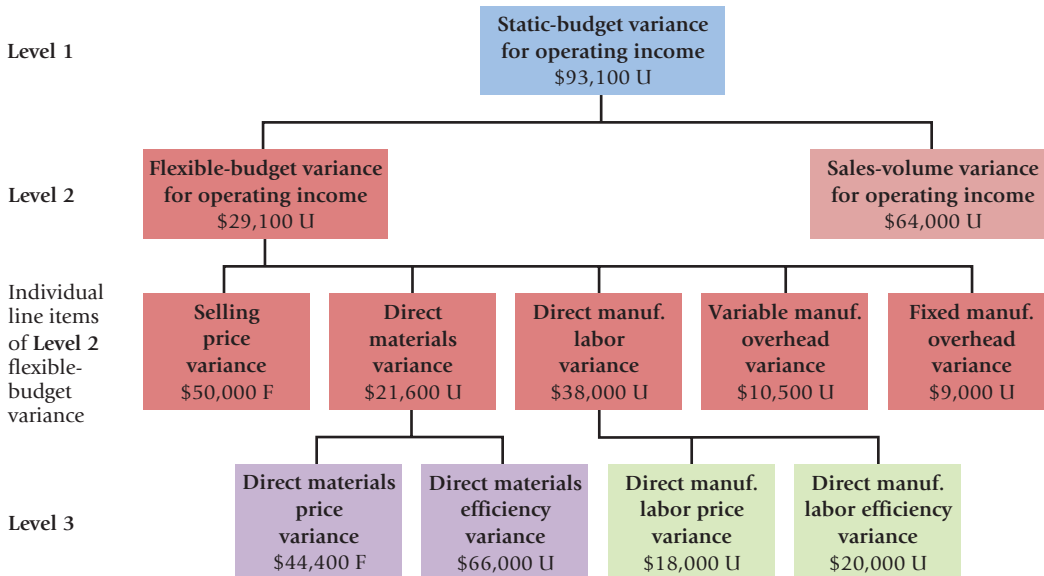 Level 1
Static-budget variance
for operating income
$93,100 U
Level 2
Flexible-budget variance
for operating income
$29,100 U
Sales-volume variance
for operating income
$64,000 U
Individual
line items
of Level 2
flexible-
budget
variance
Selling
price
variance
$50,000 F
Direct
materials
variance
$21,600 U
Direct manuf.
labor
variance
$38,000 U
Variable manuf.
overhead
variance
$10,500 U
Fixed manuf.
overhead
variance
$9,000 U
Level 3
Direct materials
price
variance
$44,400 F
Direct materials
efficiency
variance
$66,000 U
Direct manuf.
labor price
variance
$18,000 U
Direct manuf.
labor efficiency
variance
$20,000 U